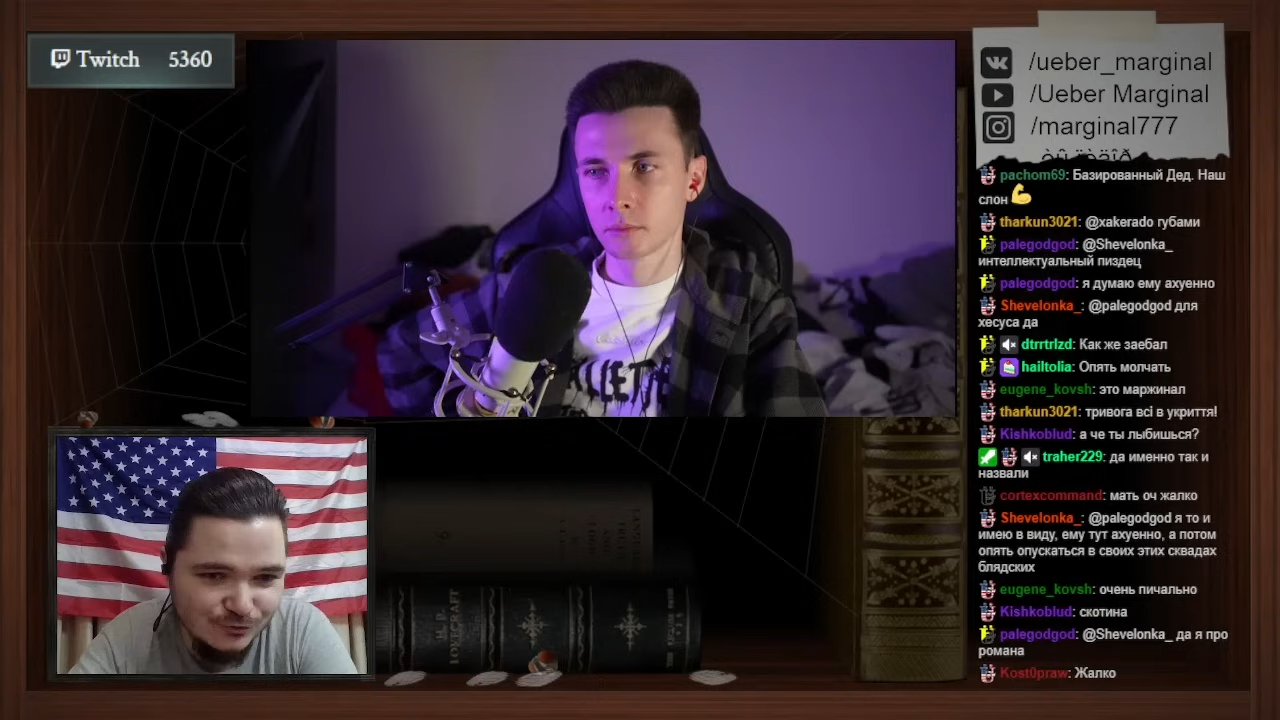 Twitch 5360
/ueber_marginal
/Ueber Marginal
/marginal777
pachom69: Базированный Дед. Наш
слон
tharkun3021: @xakerado губами
palegodgod: @Shevelonka_
интеллектуальный пиздец
palegodgod: я думаю ему ахуенно
Shevelonka_: @palegodgod для
хесуса да
dtrrtrlzd: Как же заебал
hailtolia: Опять молчать
eugene_kovsh: это маржинал
tharkun3021: тривога всі в укриття!
Kishkoblud: а че ты лыбишься?
traher229: да именно так и
назвали
cortexcommand: мать оч жалко
Shevelonka_: @palegodgod я то и
имею в виду, ему тут ахуенно, а потом
опять опускаться в своих этих сквадах
блядских
eugene_kovsh: очень пичально
Kishkoblud: скотина
palegodgod: @Shevelonka_ да я про
романа
Kost0praw: Жалко
H. P.
LOVECRAFT